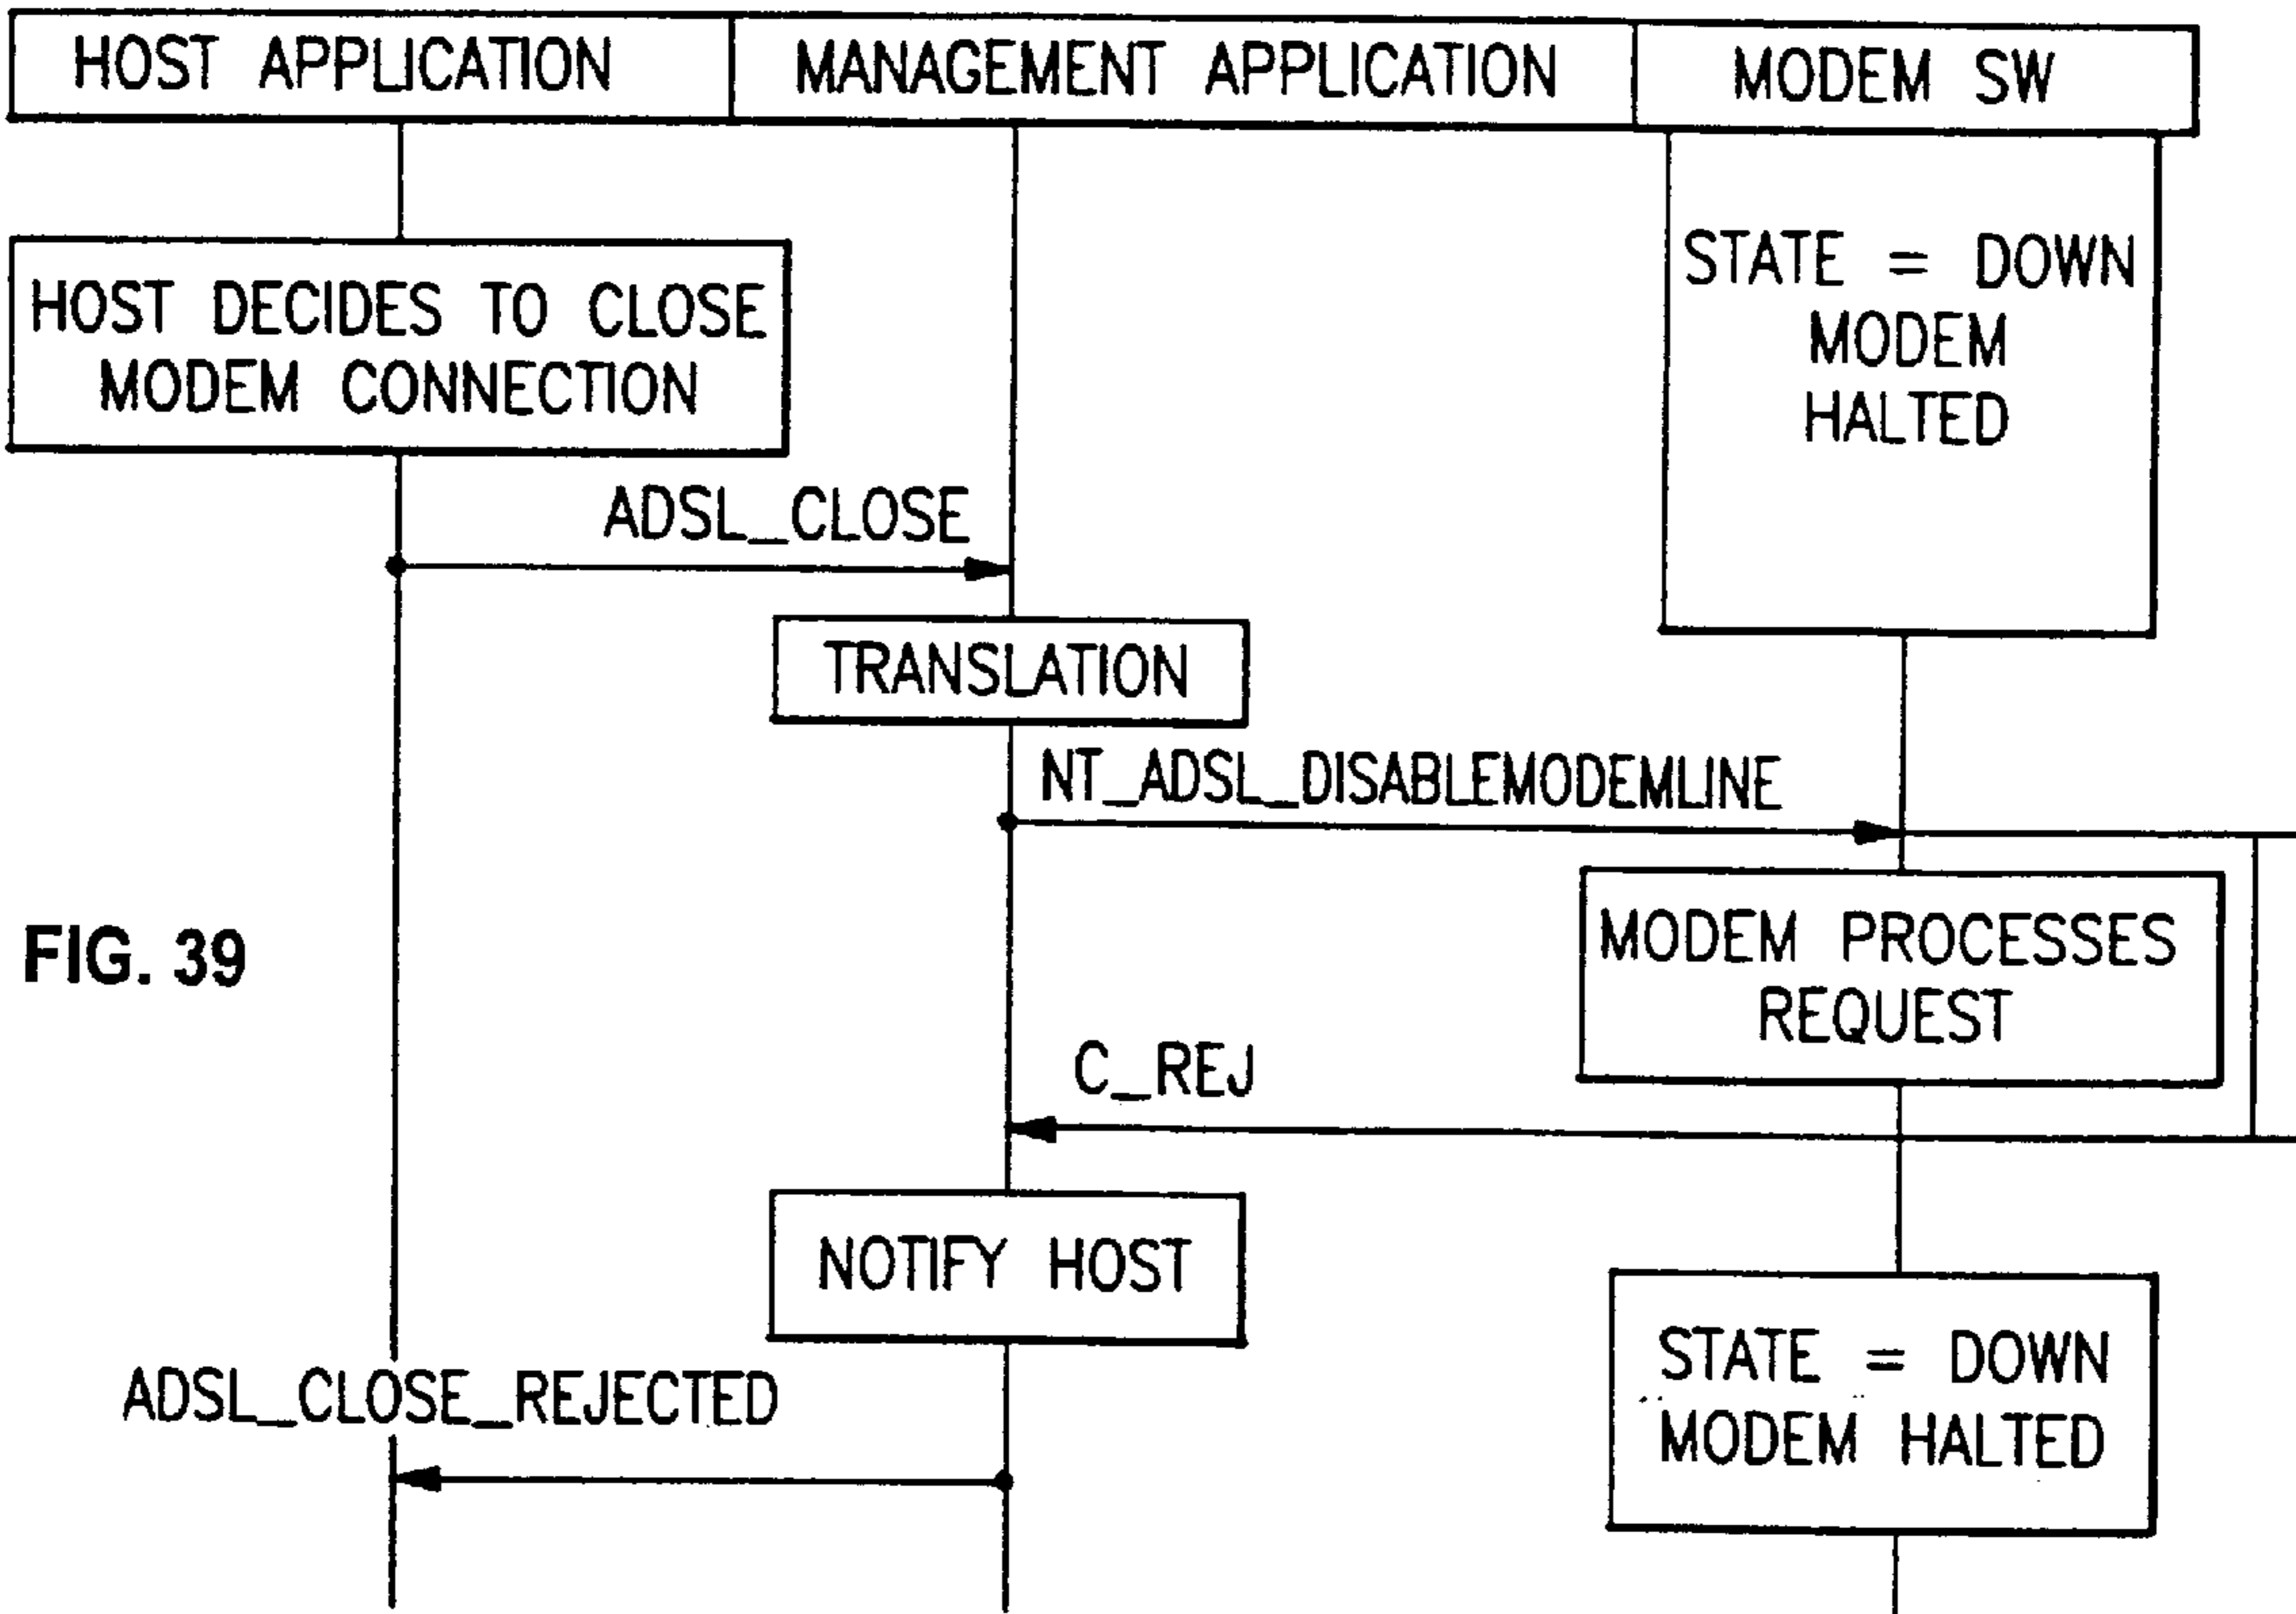 HOST APPLICATION MANAGEMENT APPLICATION MODEM SW
STATE = DOWN
MODEM
HALTED
HOST DECIDES TO CLOSE
MODEM CONNECTION
ADSL_CLOSE
TRANSLATION
NT_ADSL_DISABLEMODEMLINE
MODEM PROCESSES
REQUEST
FIG. 39
C_REJ
NOTIFY HOST
STATE = DOWN
MODEM HALTED
ADSL_CLOSE_REJECTED